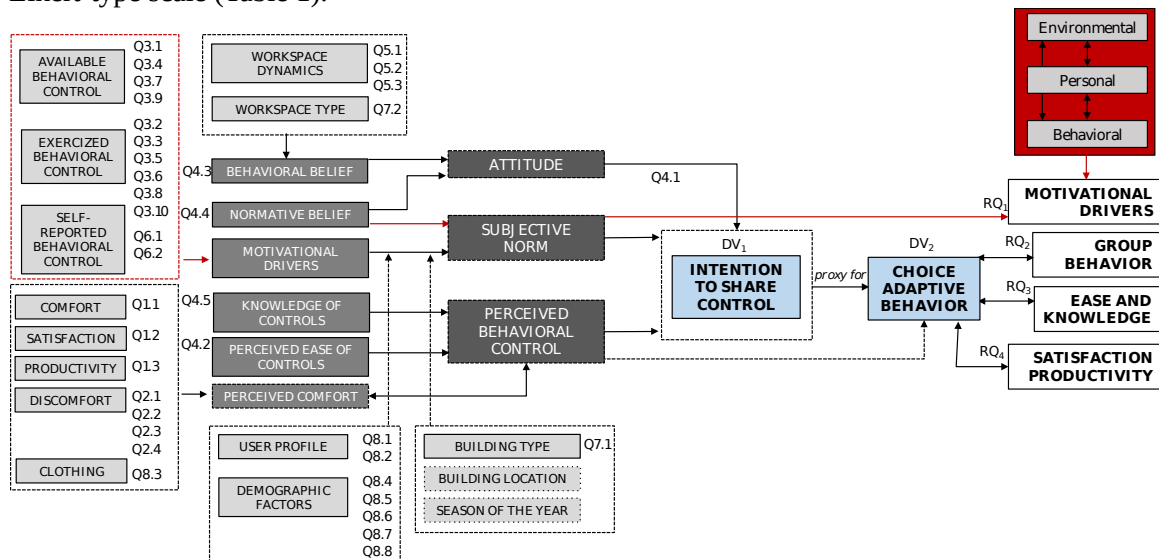 Likert-type scale (Table 1).
AVAILABLE
BEHAVIORAL
CONTROL
Q3.1
Q3.4
Q3.7
Q3.9
EXERCIZED
BEHAVIORAL
CONTROL
Q3.2
Q3.3
Q3.5
Q3.6
Q3.8
Q3.10
SELF-
REPORTED
BEHAVIORAL
CONTROL
Q6.1
Q6.2
COMFORT
Q1.1
SATISFACTION
Q1.2
PRODUCTIVITY
Q1.3
DISCOMFORT
Q2.1
Q2.2
Q2.3
Q2.4
CLOTHING
Q8.3
WORKSPACE
DYNAMICS
Q5.1
Q5.2
Q5.3
WORKSPACE TYPE
Q7.2
Q4.3
BEHAVIORAL BELIEF
Q4.4
NORMATIVE BELIEF
MOTIVATIONAL
DRIVERS
Q4.5
KNOWLEDGE OF
CONTROLS
Q4.2
PERCEIVED EASE OF
CONTROLS
PERCEIVED COMFORT
USER PROFILE
Q8.1
Q8.2
DEMOGRAPHIC
FACTORS
Q8.4
Q8.5
Q8.6
Q8.7
Q8.8
BUILDING TYPE
Q7.1
BUILDING LOCATION
SEASON OF THE YEAR
ATTITUDE
SUBJECTIVE
NORM
PERCEIVED
BEHAVIORAL
CONTROL
Q4.1
DV1
INTENTION
TO SHARE
CONTROL
proxy for
DV2
CHOICE
ADAPTIVE
BEHAVIOR
Environmental
Personal
Behavioral
RQ1
MOTIVATIONAL
DRIVERS
RQ2
GROUP
BEHAVIOR
RQ3
EASE AND
KNOWLEDGE
RQ4
SATISFACTION
PRODUCTIVITY